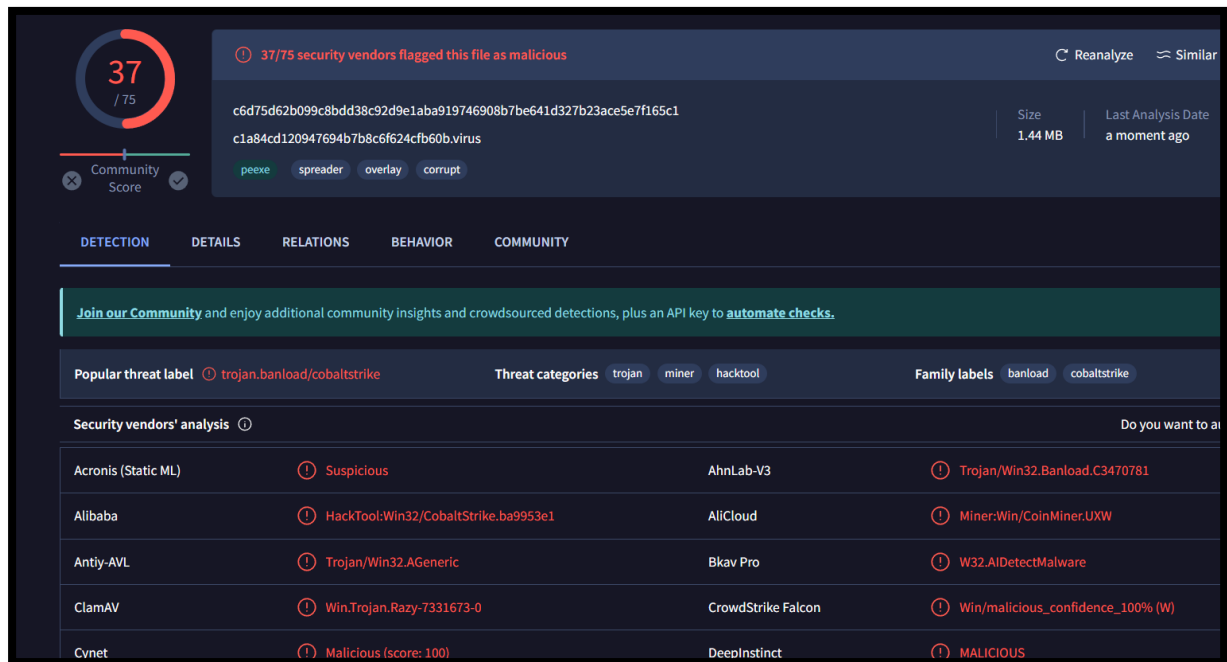 37
/ 75
Community
Score
37/75 security vendors flagged this file as malicious
Reanalyze
Similar
c6d75d62b099c8bdd38c92d9e1aba919746908b7be641d327b23ace5e7f165c1
c1a84cd120947694b7b8c6f624cfb60b.virus
peexe
spreader
overlay
corrupt
Size
1.44 MB
Last Analysis Date
a moment ago
DETECTION
DETAILS
RELATIONS
BEHAVIOR
COMMUNITY
Join our Community and enjoy additional community insights and crowdsourced detections, plus an API key to automate checks.
Popular threat label trojan.banload/cobaltstrike
Threat categories trojan miner hacktool
Family labels banload cobaltstrike
Security vendors' analysis
Do you want to au
Acronis (Static ML) Suspicious
AhnLab-V3 Trojan/Win32.Banload.C3470781
Alibaba HackTool:Win32/CobaltStrike.ba9953e1
AliCloud Miner:Win/CoinMiner.UXW
Antiy-AVL Trojan/Win32.AGeneric
Bkav Pro W32.AIDetectMalware
ClamAV Win.Trojan.Razy-7331673-0
CrowdStrike Falcon Win/malicious_confidence_100% (W)
Cynet Malicious (score: 100)
DeepInstinct MALICIOUS